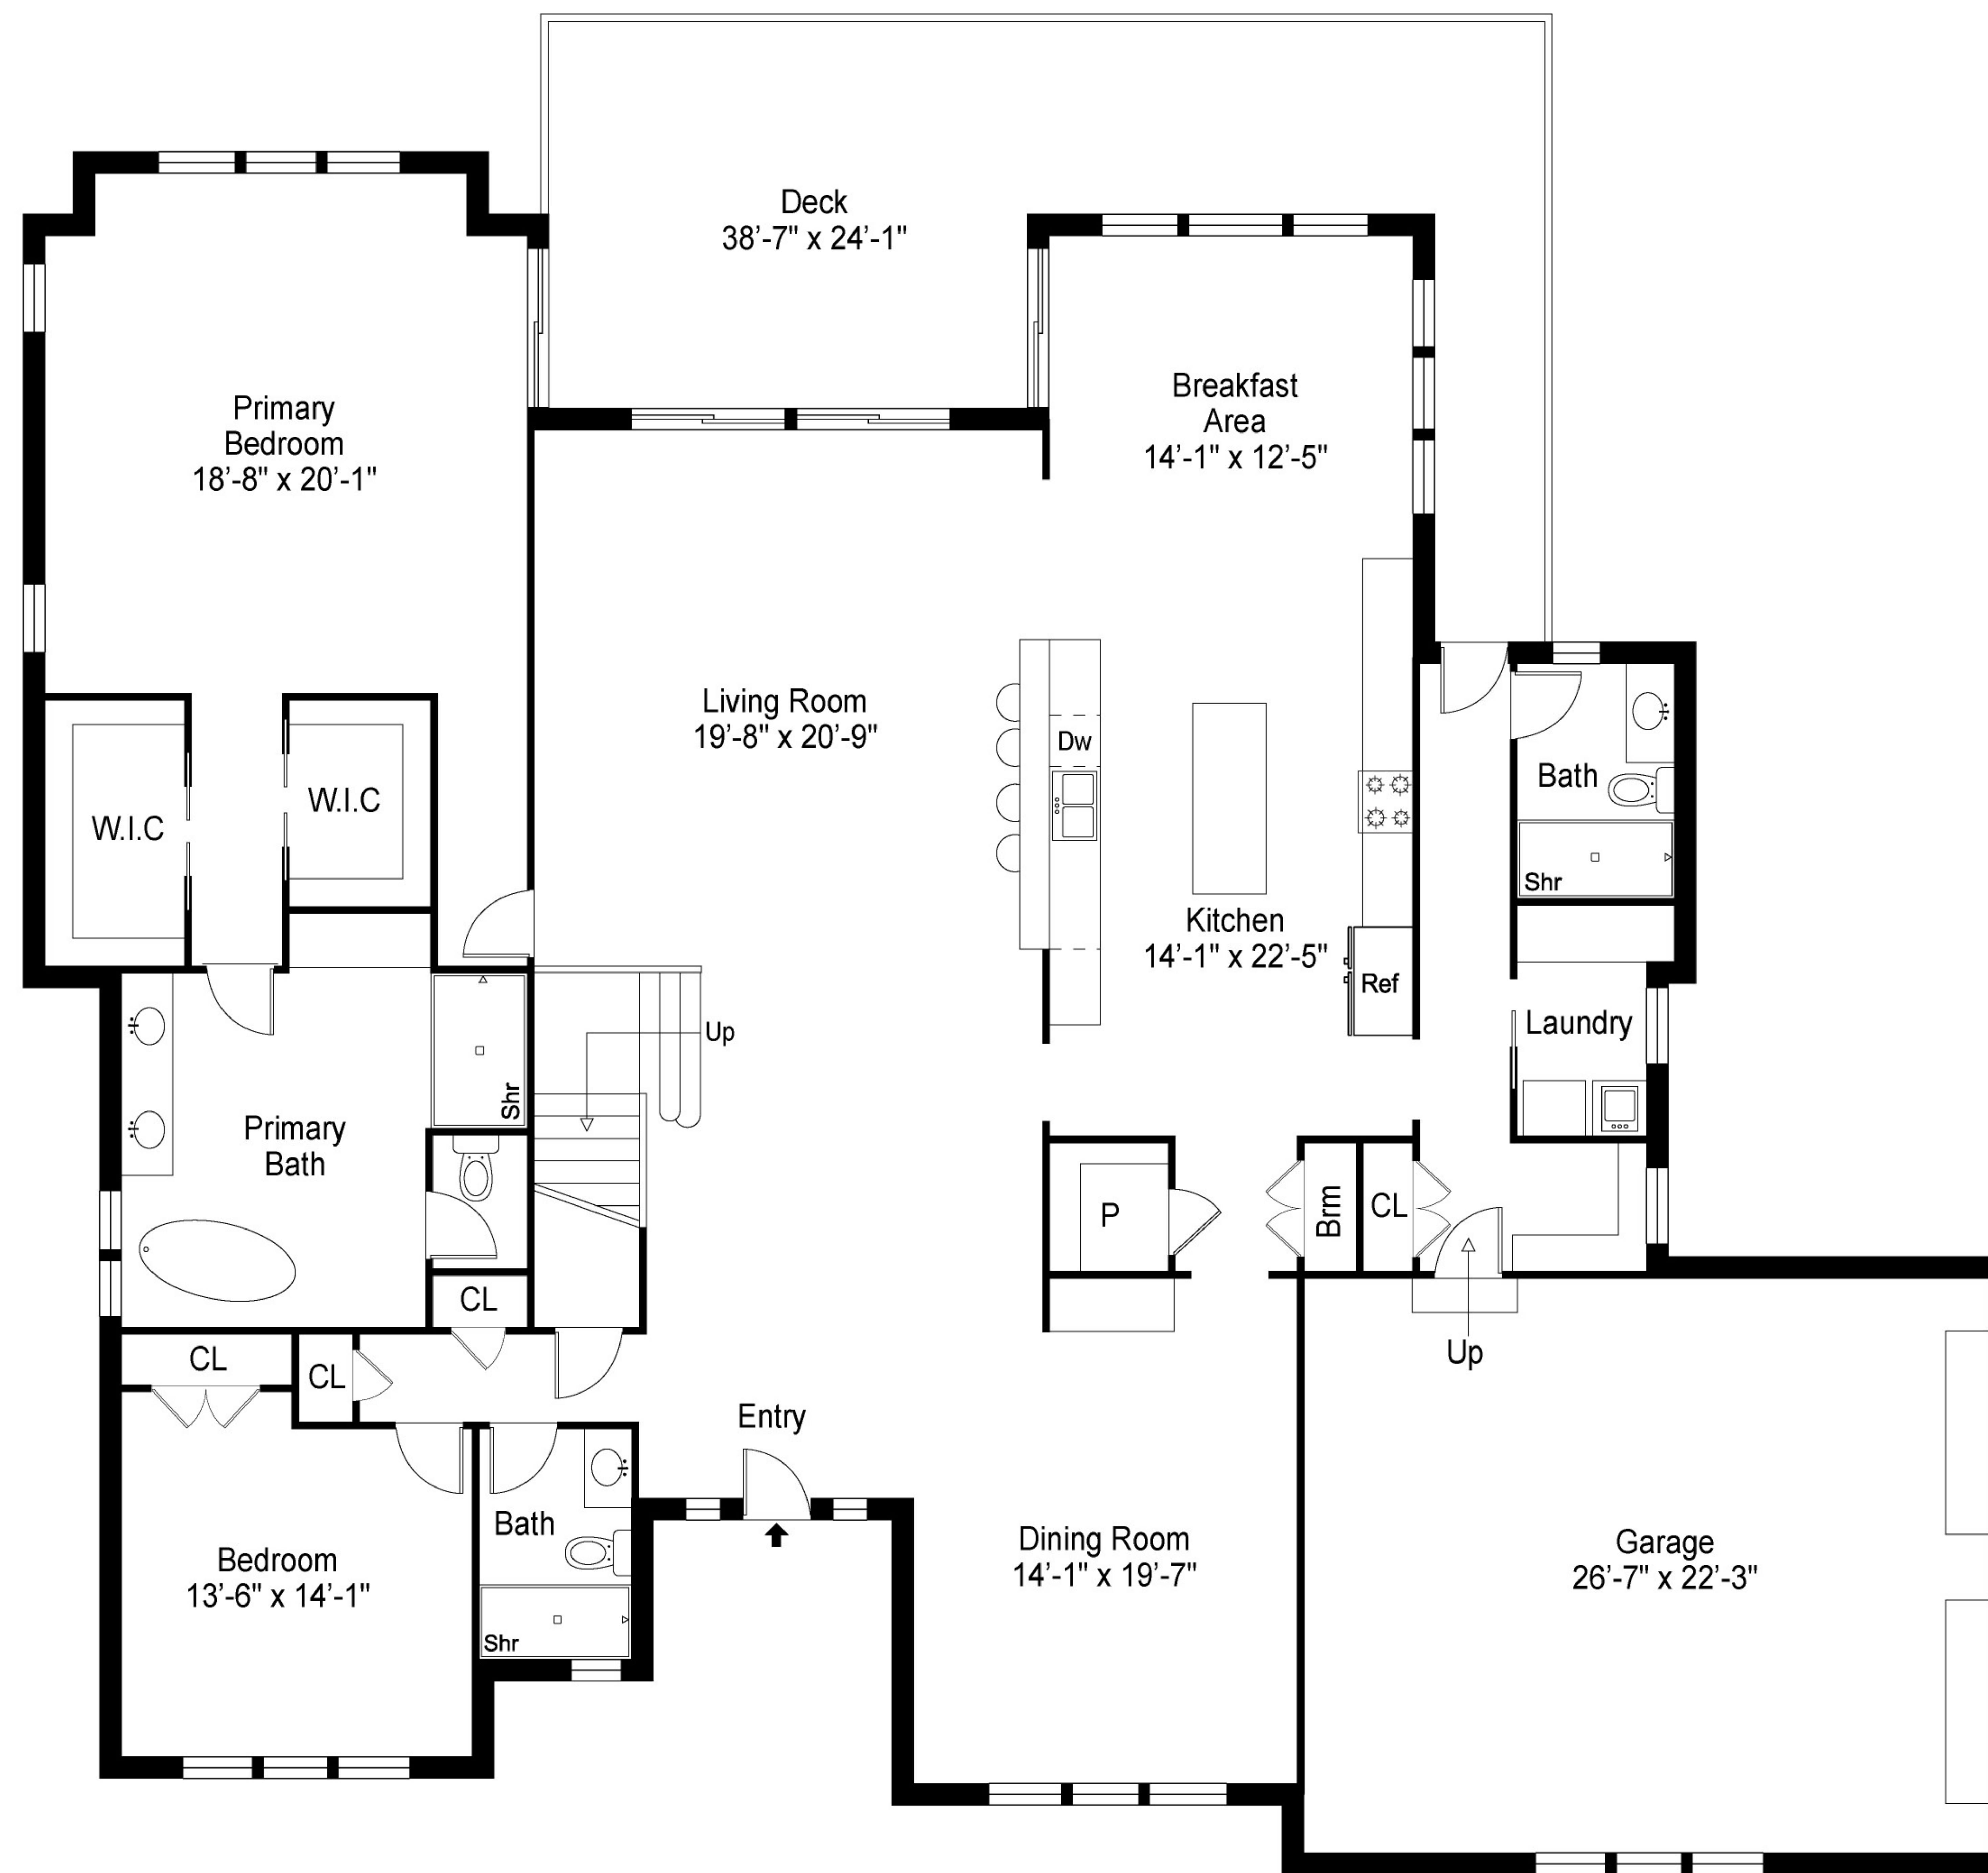 Deck
38'-7" x 24'-1"
Primary
Bedroom
18'-8" x 20'-1"
Breakfast
Area
14'-1" x 12'-5"
Living Room
19'-8" x 20'-9"
Dw
Bath
W.I.C
W.I.C
Shr
Kitchen
14'-1" x 22'-5"
Ref
Laundry
Up
Shr
Primary
Bath
P
Brm
CL
CL
Up
CL
CL
Entry
Bath
Dining Room
14'-1" x 19'-7"
Garage
26'-7" x 22'-3"
Bedroom
13'-6" x 14'-1"
Shr